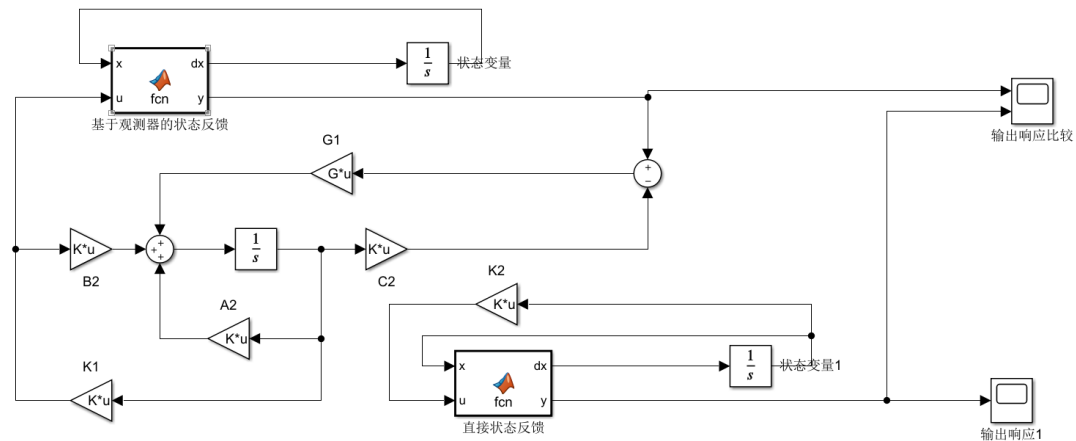 x
dx
1
s
状态变量
u
fcn
y
基于观测器的状态反馈
输出响应比较
G1
G*u
+
−
K*u
B2
+
+
+
1
s
K*u
C2
A2
K*u
K2
K*u
K1
K*u
x
dx
1
s
状态变量1
u
fcn
y
直接状态反馈
输出响应1